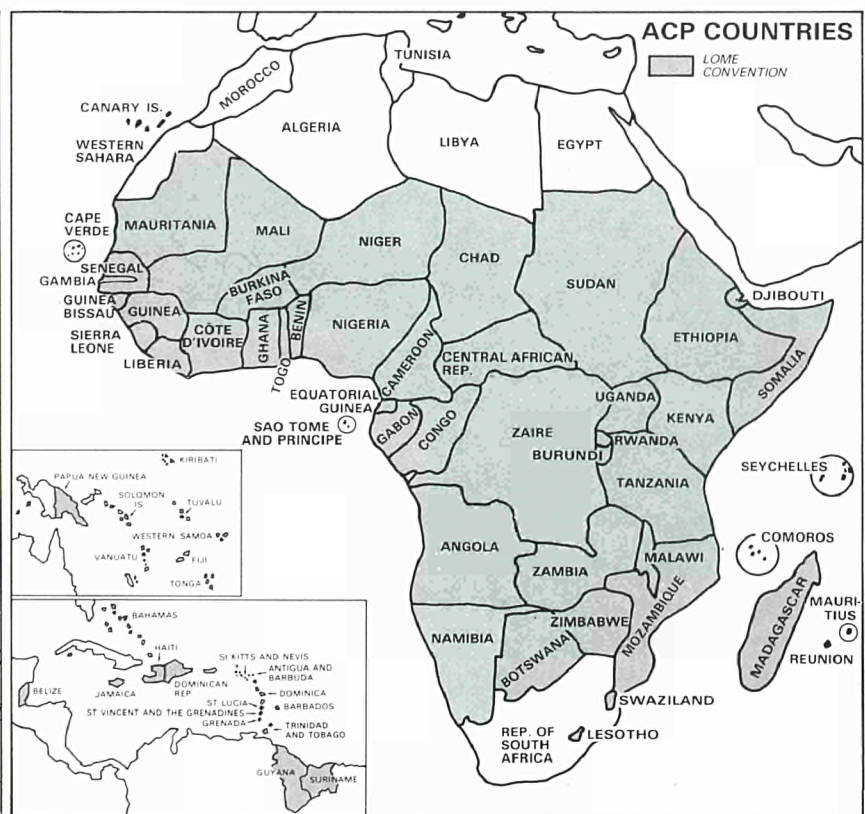 ACP COUNTRIES
LOME
CONVENTION
TUNISIA
MOROCCO
CANARY IS.
ALGERIA
LIBYA
EGYPT
WESTERN
SAHARA
CAPE
VERDE
MAURITANIA
MALI
NIGER
CHAD
SUDAN
SENEGAL
GAMBIA
BURKINA
FASO
DJIBOUTI
GUINEA
BISSAU
GUINEA
SIERRA
LEONE
CÔTE
D'IVOIRE
GHANA
TOGO
BENIN
NIGERIA
CAMEROON
CENTRAL AFRICAN
REP.
ETHIOPIA
SOMALIA
LIBERIA
EQUATORIAL
GUINEA
SAO TOME
AND PRINCIPE
GABON
CONGO
ZAIRE
UGANDA
KENYA
RWANDA
BURUNDI
TANZANIA
SEYCHELLES
COMOROS
ANGOLA
ZAMBIA
MALAWI
MOZAMBIQUE
ZIMBABWE
NAMIBIA
BOTSWANA
MADAGASCAR
MAURI-
TIUS
REUNION
SWAZILAND
LESOTHO
REP. OF
SOUTH
AFRICA
KIRIBATI
PAPUA NEW GUINEA
SOLOMON
IS
TUVALU
WESTERN SAMOA
VANUATU
FIJI
TONGA
BAHAMAS
HAITI
St KITTS AND NEVIS
ANTIGUA AND
BARBUDA
BELIZE
JAMAICA
DOMINICAN
REP
DOMINICA
ST LUCIA
BARBADOS
ST VINCENT AND THE GRENADINES
GRENADA
TRINIDAD
AND TOBAGO
GUYANA
SURINAME